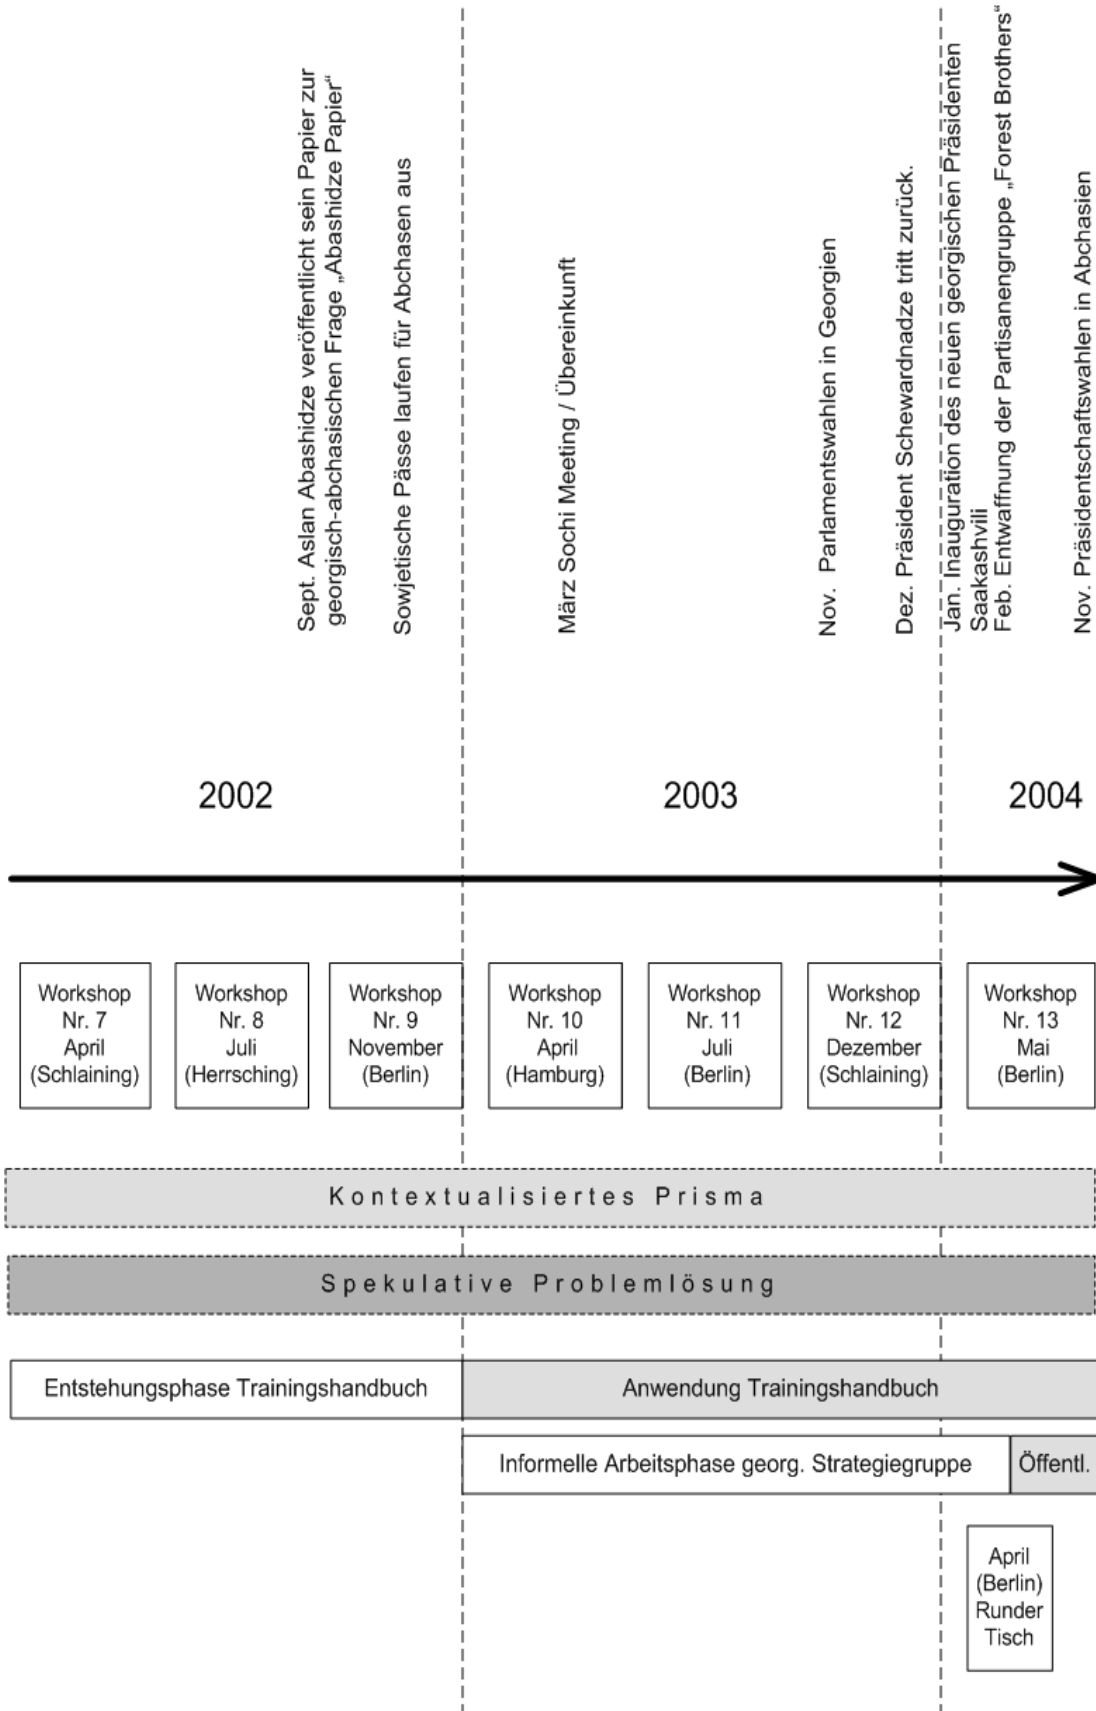 Sept. Aslan Abashidze veröffentlicht sein Papier zur
georgisch-abchasischen Frage „Abashidze Papier“
Sowjetische Pässe laufen für Abchasen aus
März Sochi Meeting / Übereinkunft
Nov. Parlamentswahlen in Georgien
Dez. Präsident Schewardnadze tritt zurück.
Jan. Inauguration des neuen georgischen Präsidenten
Saakashvili
Feb. Entwaffnung der Partisanengruppe „Forest Brothers“
Nov. Präsidentschaftswahlen in Abchasien
2002
2003
2004
Workshop
Nr. 7
April
(Schlaining)
Workshop
Nr. 8
Juli
(Herrsching)
Workshop
Nr. 9
November
(Berlin)
Workshop
Nr. 10
April
(Hamburg)
Workshop
Nr. 11
Juli
(Berlin)
Workshop
Nr. 12
Dezember
(Schlaining)
Workshop
Nr. 13
Mai
(Berlin)
Kontextualisiertes Prisma
Spekulative Problemlösung
Entstehungsphase Trainingshandbuch
Anwendung Trainingshandbuch
Informelle Arbeitsphase georg. Strategiegruppe
Öffentl.
April
(Berlin)
Runder
Tisch